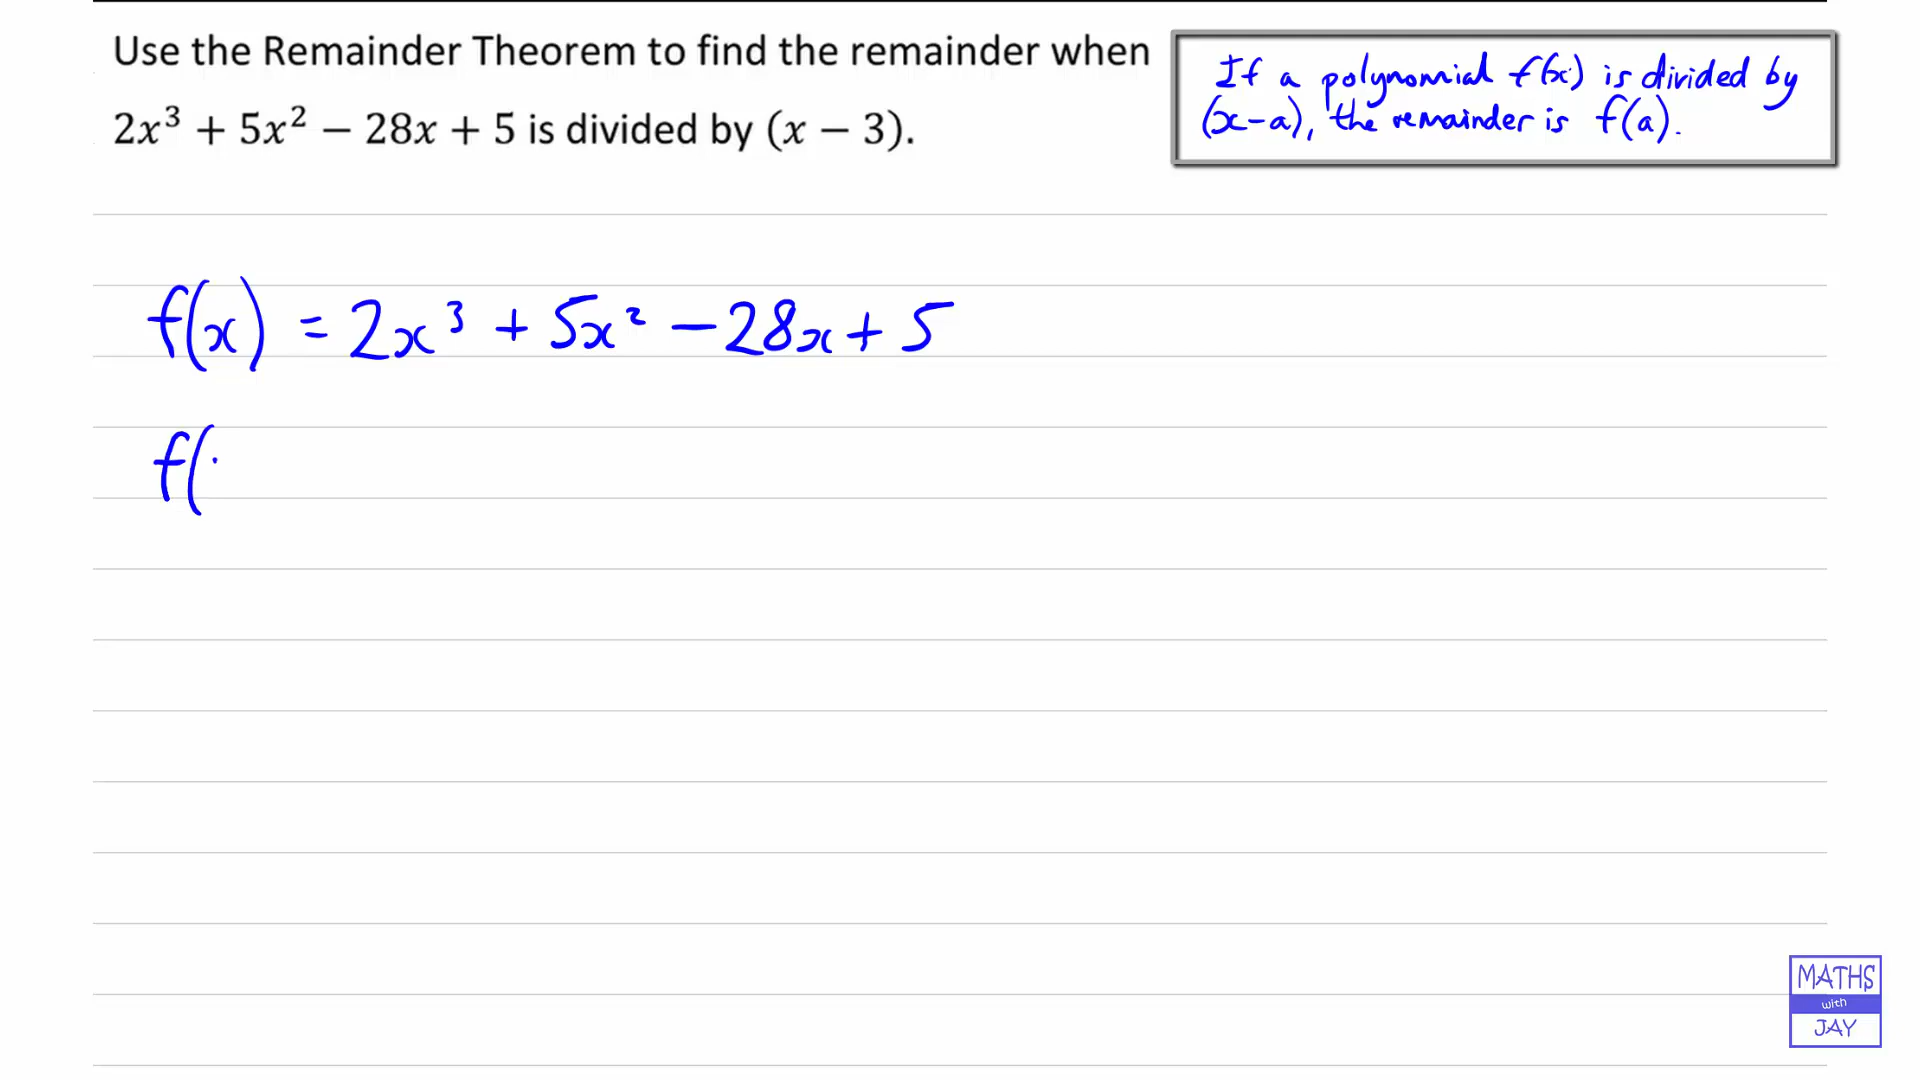 Use the Remainder Theorem to find the remainder when
2x³ + 5x² − 28x + 5 is divided by (x − 3).
If a polynomial f(x) is divided by
(x-a), the remainder is f(a).
f(x) = 2x³ + 5x² - 28x + 5
f(
MATHS
with
JAY